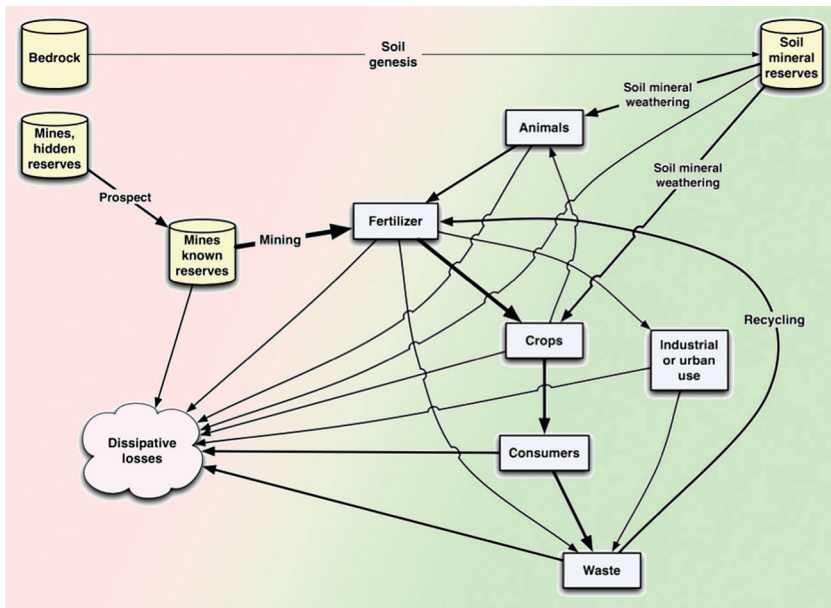 Bedrock
Soil
genesis
Soil
mineral
reserves
Mines,
hidden
reserves
Soil mineral
weathering
Animals
Prospect
Soil mineral
weathering
Fertilizer
Mines
known
reserves
Mining
Recycling
Crops
Industrial
or urban
use
Dissipative
losses
Consumers
Waste